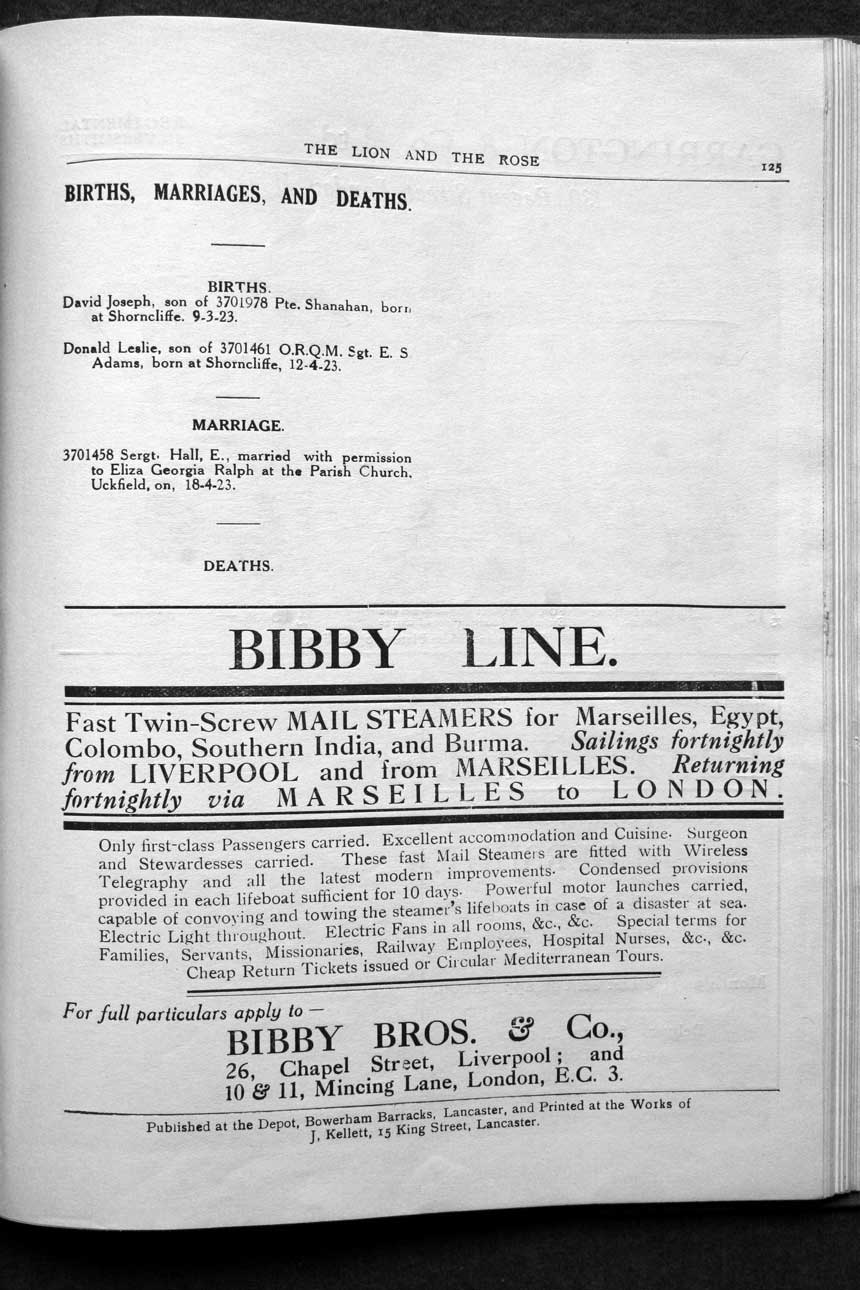 THE LION AND THE ROSE
125
BIRTHS, MARRIAGES, AND DEATHS.
BIRTHS.
David Joseph, son of 3701978 Pte. Shanahan, born
at Shorncliffe. 9-3-23.
Donald Leslie, son of 3701461 O.R.Q.M. Sgt. E. S
Adams, born at Shorncliffe, 12-4-23.
MARRIAGE.
3701458 Sergt. Hall, E., married with permission
to Eliza Georgia Ralph at the Parish Church,
Uckfield, on, 18-4-23.
DEATHS.
BIBBY LINE.
Fast Twin-Screw MAIL STEAMERS for Marseilles, Egypt,
Colombo, Southern India, and Burma. Sailings fortnightly
from LIVERPOOL and from MARSEILLES. Returning
fortnightly via MARSEILLES to LONDON.
Only first-class Passengers carried. Excellent accommodation and Cuisine. Surgeon
and Stewardesses carried. These fast Mail Steamers are fitted with Wireless
Telegraphy and all the latest modern improvements. Condensed provisions
provided in each lifeboat sufficient for 10 days. Powerful motor launches carried,
capable of convoying and towing the steamer's lifeboats in case of a disaster at sea.
Electric Light throughout. Electric Fans in all rooms, &c., &c. Special terms for
Families, Servants, Missionaries, Railway Employees, Hospital Nurses, &c., &c.
Cheap Return Tickets issued or Circular Mediterranean Tours.
For full particulars apply to —
BIBBY BROS. & Co.,
26, Chapel Street, Liverpool; and
10 & 11, Mincing Lane, London, E.C. 3.
Published at the Depot, Bowerham Barracks, Lancaster, and Printed at the Works of
J, Kellett, 15 King Street, Lancaster.